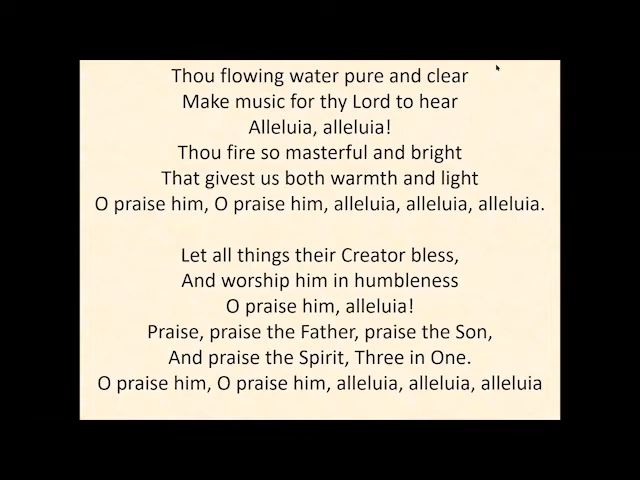 Thou flowing water pure and clear
Make music for thy Lord to hear
Alleluia, alleluia!
Thou fire so masterful and bright
That givest us both warmth and light
O praise him, O praise him, alleluia, alleluia, alleluia.
Let all things their Creator bless,
And worship him in humbleness
O praise him, alleluia!
Praise, praise the Father, praise the Son,
And praise the Spirit, Three in One.
O praise him, O praise him, alleluia, alleluia, alleluia